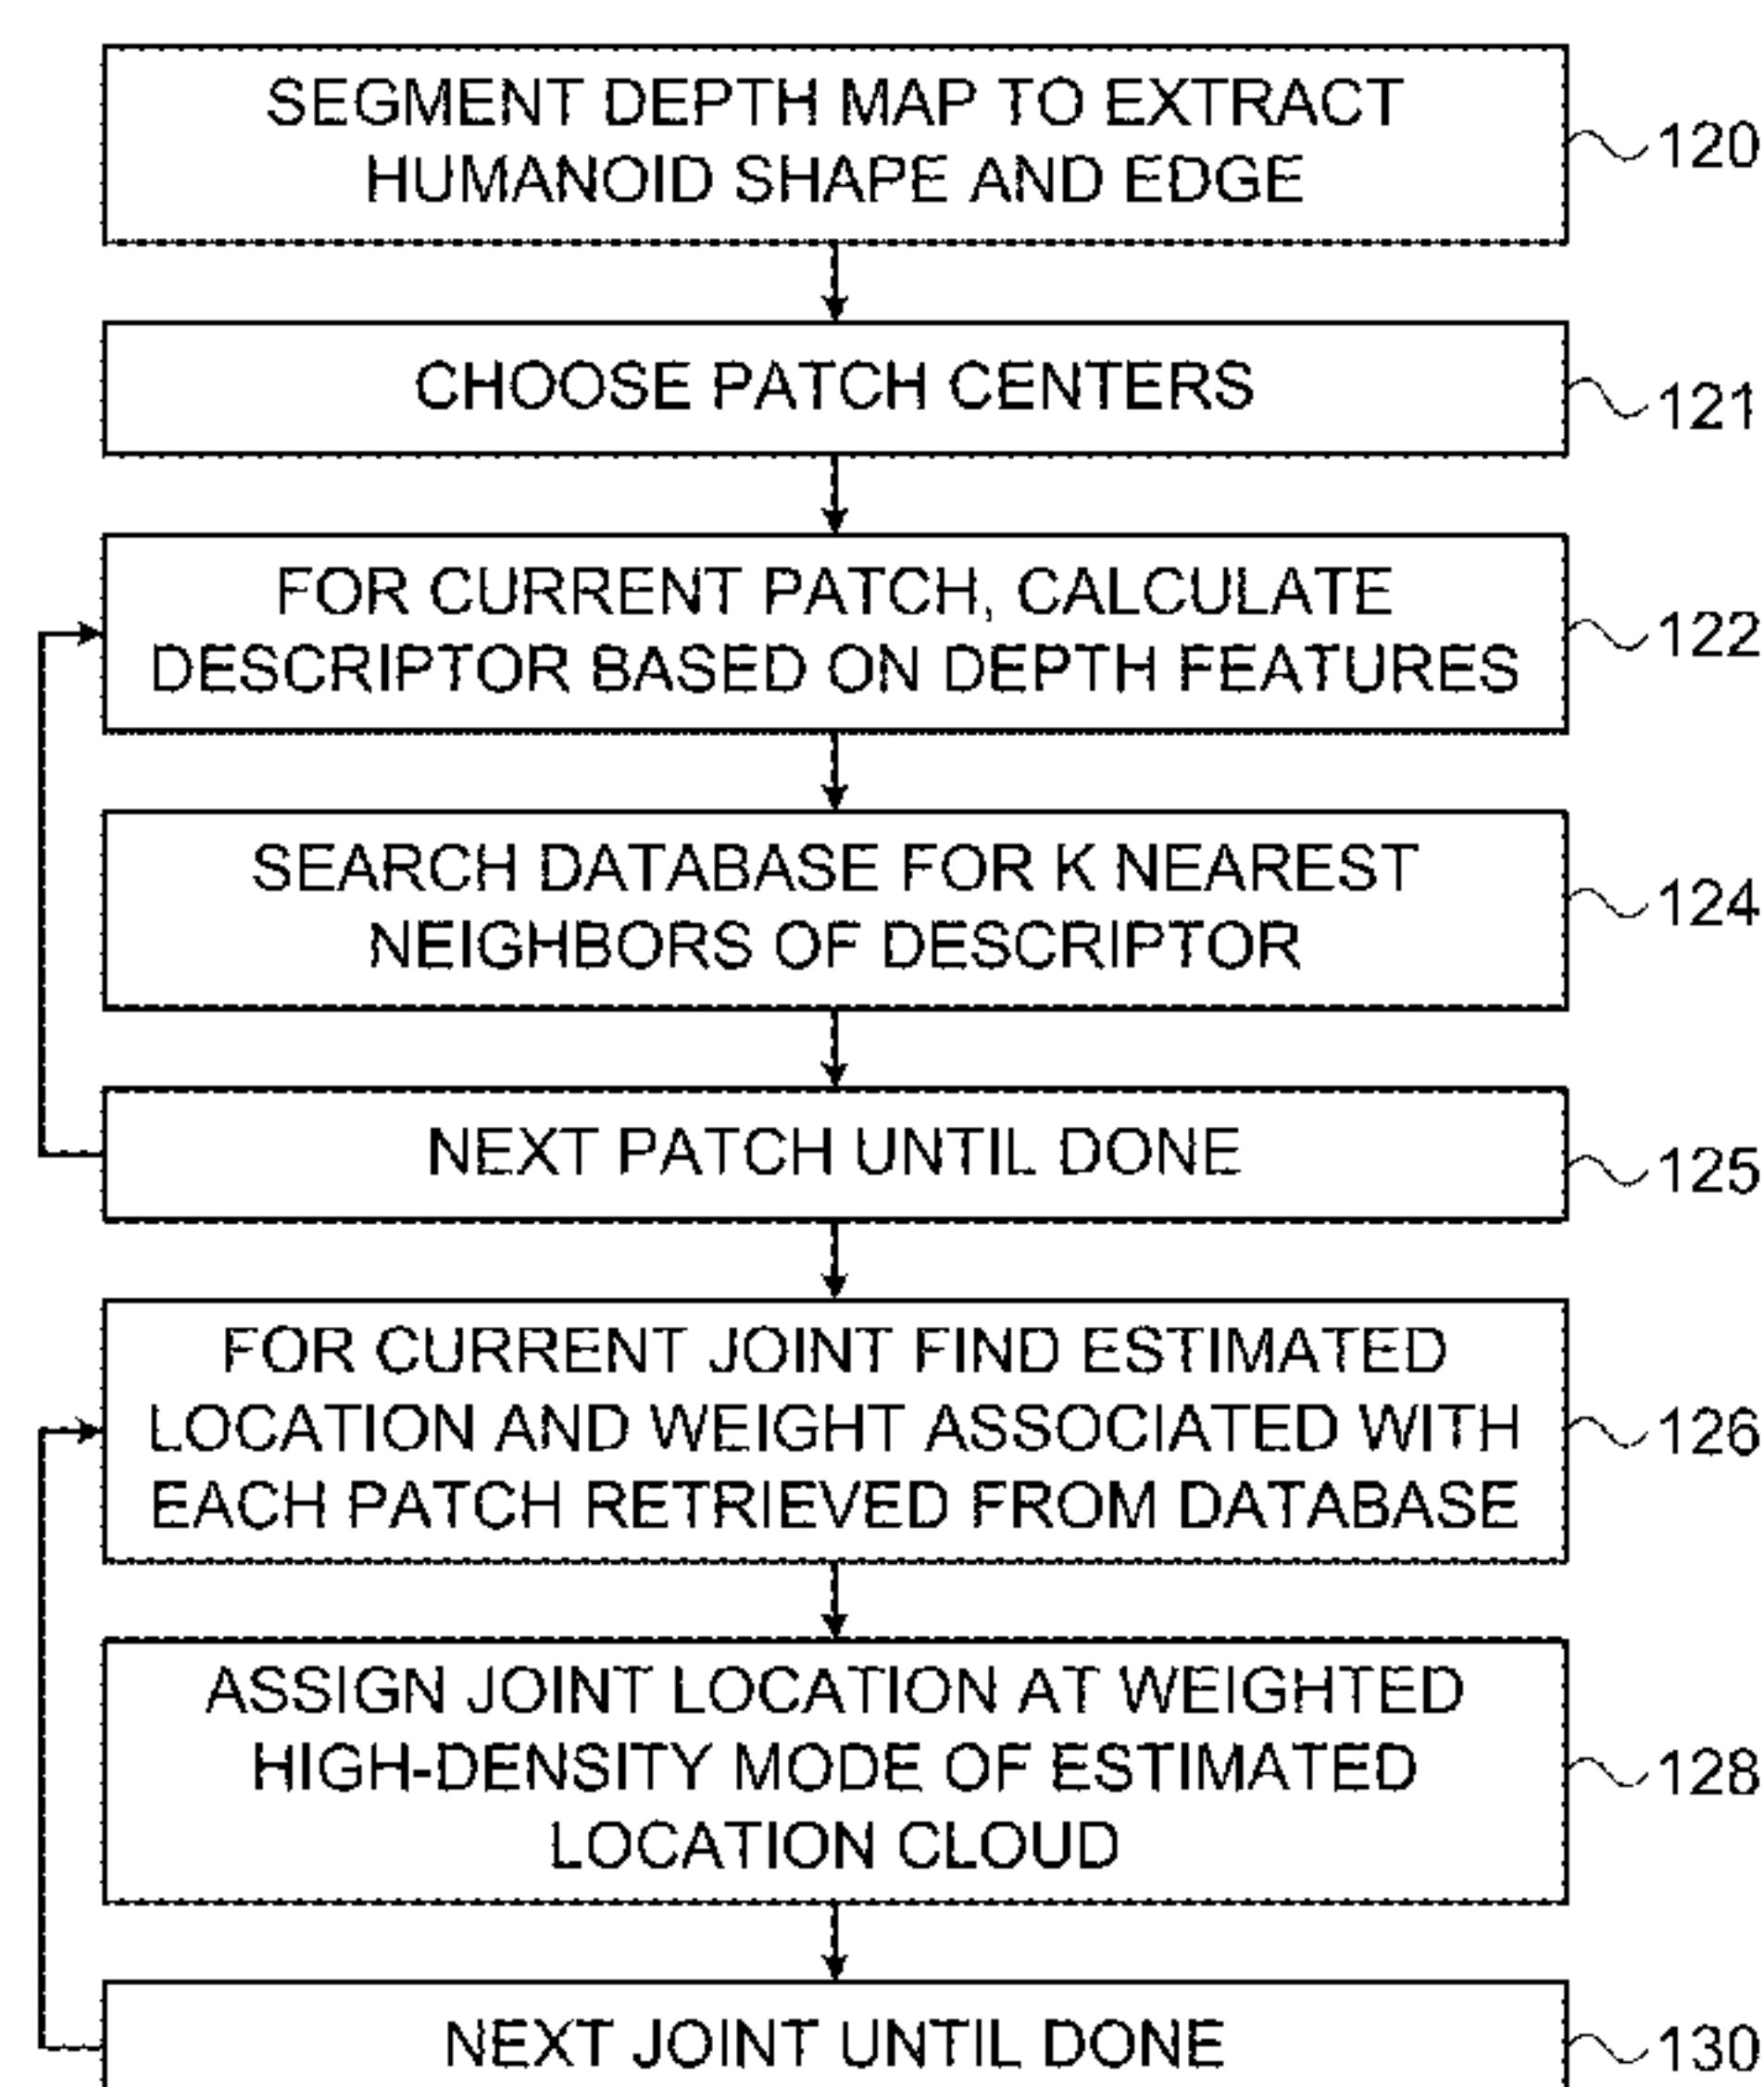 SEGMENT DEPTH MAP TO EXTRACT
HUMANOID SHAPE AND EDGE
120
CHOOSE PATCH CENTERS
121
FOR CURRENT PATCH, CALCULATE
DESCRIPTOR BASED ON DEPTH FEATURES
122
SEARCH DATABASE FOR K NEAREST
NEIGHBORS OF DESCRIPTOR
124
NEXT PATCH UNTIL DONE
125
FOR CURRENT JOINT FIND ESTIMATED
LOCATION AND WEIGHT ASSOCIATED WITH
EACH PATCH RETRIEVED FROM DATABASE
126
ASSIGN JOINT LOCATION AT WEIGHTED
HIGH-DENSITY MODE OF ESTIMATED
LOCATION CLOUD
128
NEXT JOINT UNTIL DONE
130